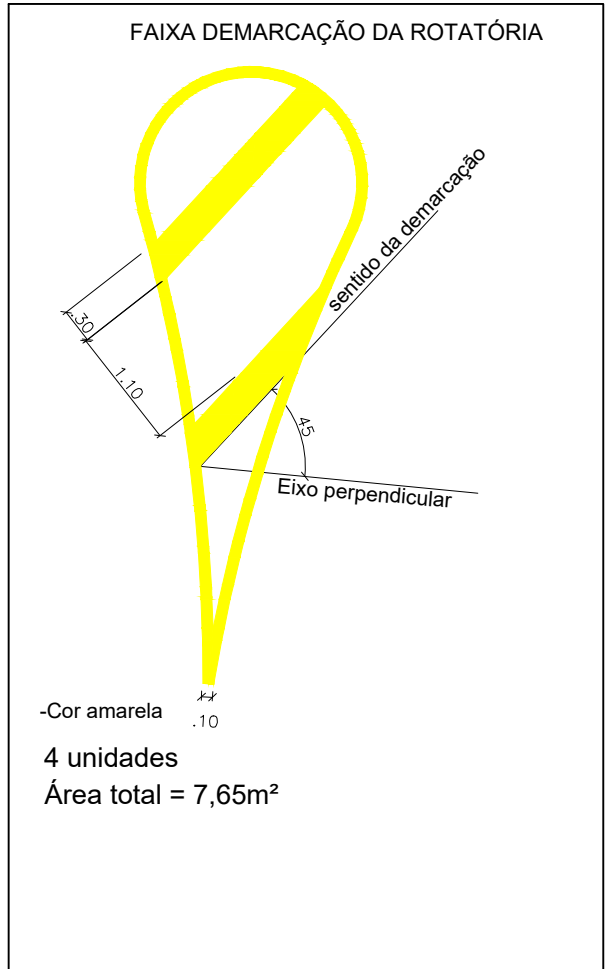 FAIXA DEMARCAÇÃO DA ROTATÓRIA
sentido da demarcação
.30
1.10
45
Eixo perpendicular
-Cor amarela
.10
4 unidades
Área total = 7,65m²